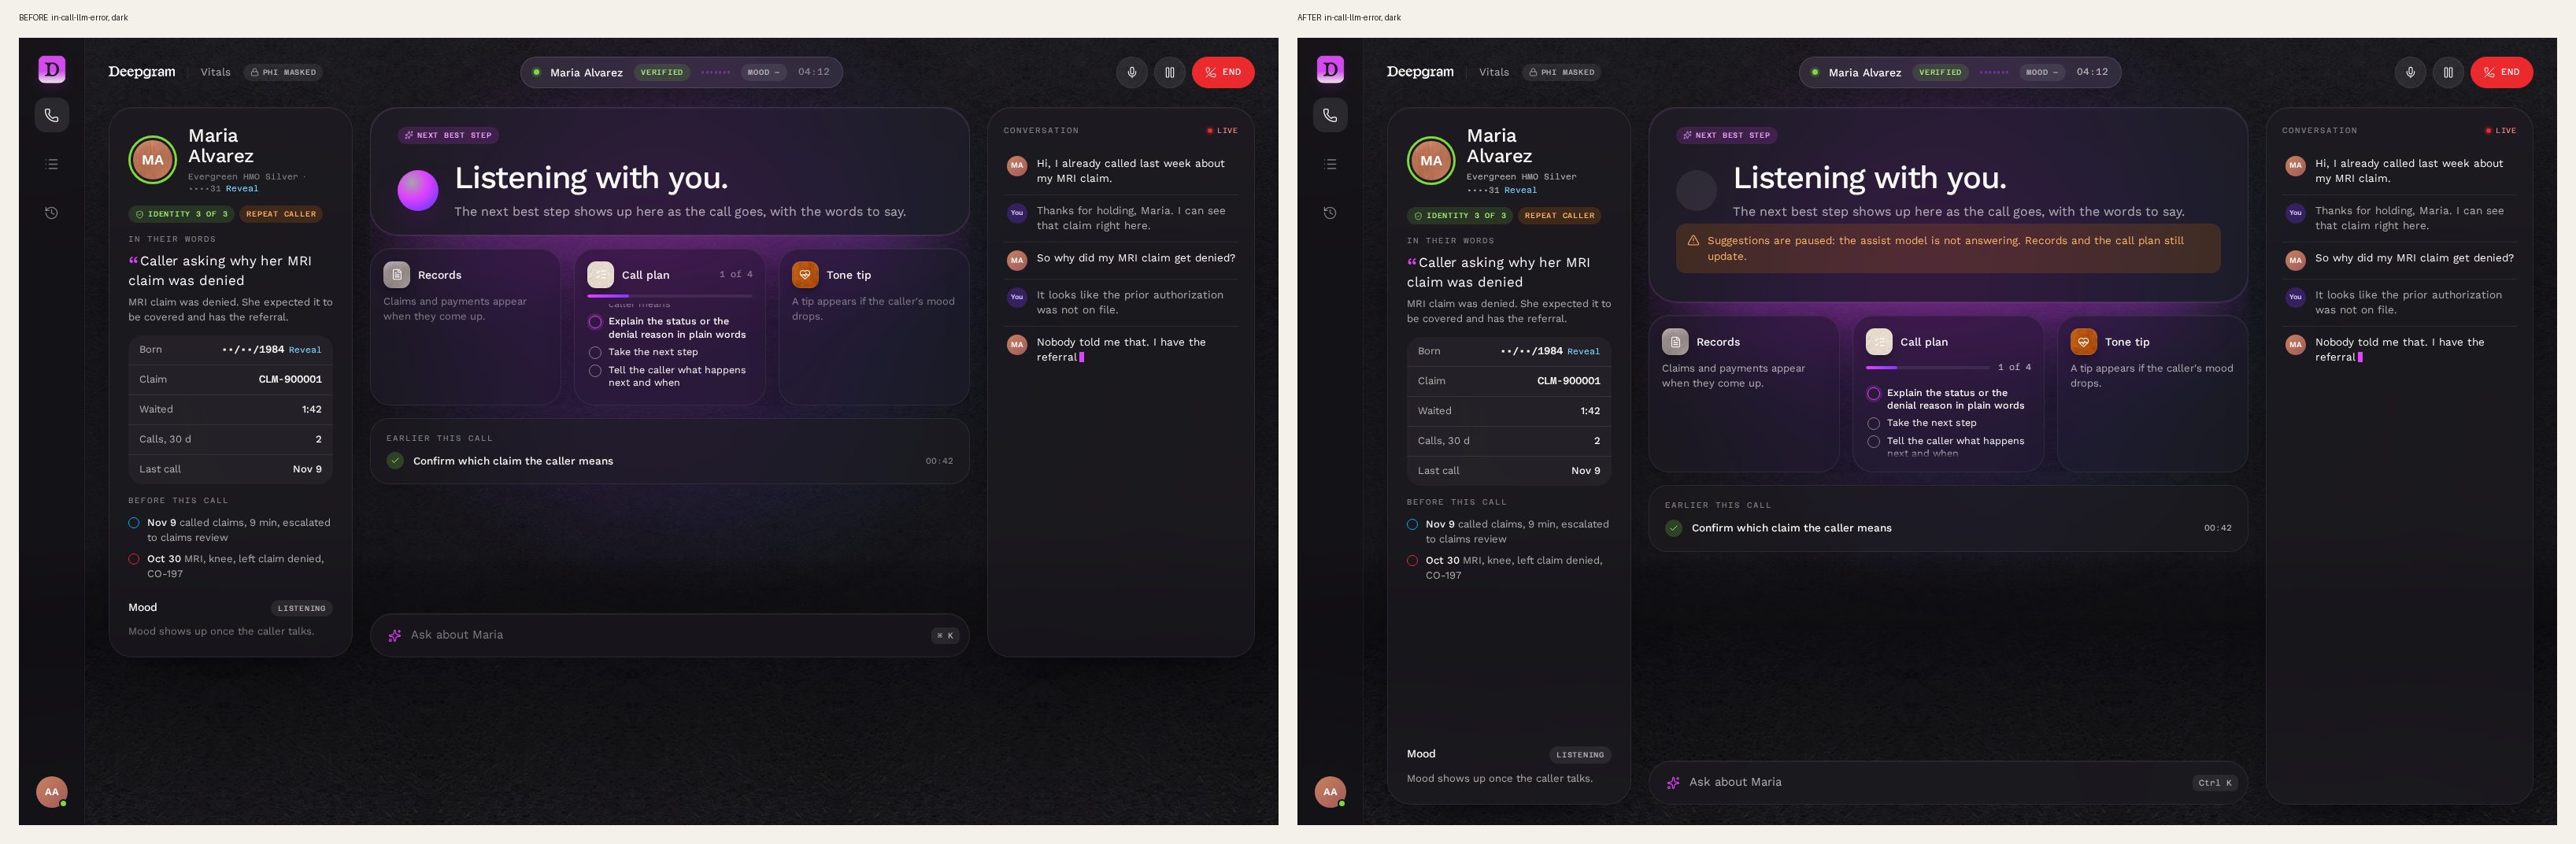 BEFORE in-call-llm-error, dark
D
Deepgram
Vitals
PHI MASKED
Maria Alvarez
VERIFIED
MOOD –
04:12
END
MA
Maria
Alvarez
Evergreen HMO Silver ·
••••31 Reveal
IDENTITY 3 OF 3
REPEAT CALLER
IN THEIR WORDS
“Caller asking why her MRI
claim was denied
MRI claim was denied. She expected it to
be covered and has the referral.
Born ••/••/1984 Reveal
Claim CLM-900001
Waited 1:42
Calls, 30 d 2
Last call Nov 9
BEFORE THIS CALL
Nov 9 called claims, 9 min, escalated
to claims review
Oct 30 MRI, knee, left claim denied,
CO-197
Mood LISTENING
Mood shows up once the caller talks.
AA
NEXT BEST STEP
Listening with you.
The next best step shows up here as the call goes, with the words to say.
Records
Claims and payments appear
when they come up.
Call plan 1 of 4
caller means
Explain the status or the
denial reason in plain words
Take the next step
Tell the caller what happens
next and when
Tone tip
A tip appears if the caller's mood
drops.
EARLIER THIS CALL
Confirm which claim the caller means 00:42
Ask about Maria ⌘ K
CONVERSATION LIVE
MA Hi, I already called last week about
my MRI claim.
You Thanks for holding, Maria. I can see
that claim right here.
MA So why did my MRI claim get denied?
You It looks like the prior authorization
was not on file.
MA Nobody told me that. I have the
referral
AFTER in-call-llm-error, dark
D
Deepgram
Vitals
PHI MASKED
Maria Alvarez
VERIFIED
MOOD –
04:12
END
MA
Maria
Alvarez
Evergreen HMO Silver
••••31 Reveal
IDENTITY 3 OF 3
REPEAT CALLER
IN THEIR WORDS
“Caller asking why her MRI
claim was denied
MRI claim was denied. She expected it to
be covered and has the referral.
Born ••/••/1984 Reveal
Claim CLM-900001
Waited 1:42
Calls, 30 d 2
Last call Nov 9
BEFORE THIS CALL
Nov 9 called claims, 9 min, escalated
to claims review
Oct 30 MRI, knee, left claim denied,
CO-197
Mood LISTENING
Mood shows up once the caller talks.
AA
NEXT BEST STEP
Listening with you.
The next best step shows up here as the call goes, with the words to say.
Suggestions are paused: the assist model is not answering. Records and the call plan still
update.
Records
Claims and payments appear
when they come up.
Call plan
1 of 4
Explain the status or the
denial reason in plain words
Take the next step
Tell the caller what happens
next and when
Tone tip
A tip appears if the caller's mood
drops.
EARLIER THIS CALL
Confirm which claim the caller means 00:42
Ask about Maria Ctrl K
CONVERSATION LIVE
MA Hi, I already called last week about
my MRI claim.
You Thanks for holding, Maria. I can see
that claim right here.
MA So why did my MRI claim get denied?
You It looks like the prior authorization
was not on file.
MA Nobody told me that. I have the
referral